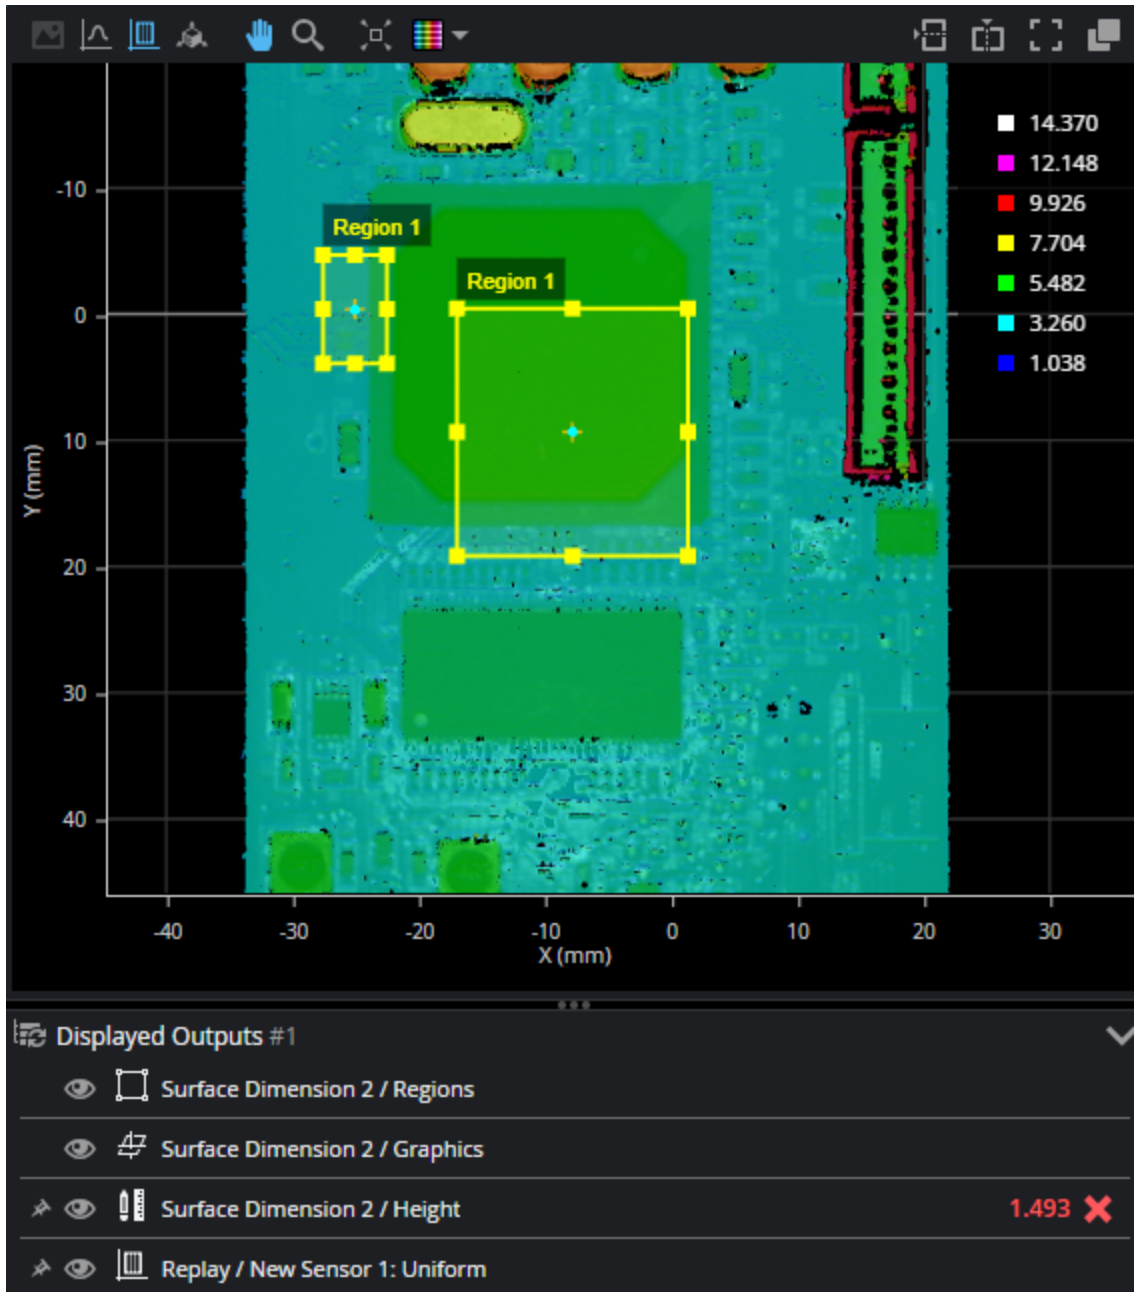 14.370
12.148
-10
9.926
Region 1
7.704
Region 1
5.482
0
3.260
1.038
10
Y (mm)
20
30
40
-40 -30 -20 -10 0 10 20 30
X (mm)
Displayed Outputs #1
Surface Dimension 2 / Regions
Surface Dimension 2 / Graphics
Surface Dimension 2 / Height 1.493
Replay / New Sensor 1: Uniform